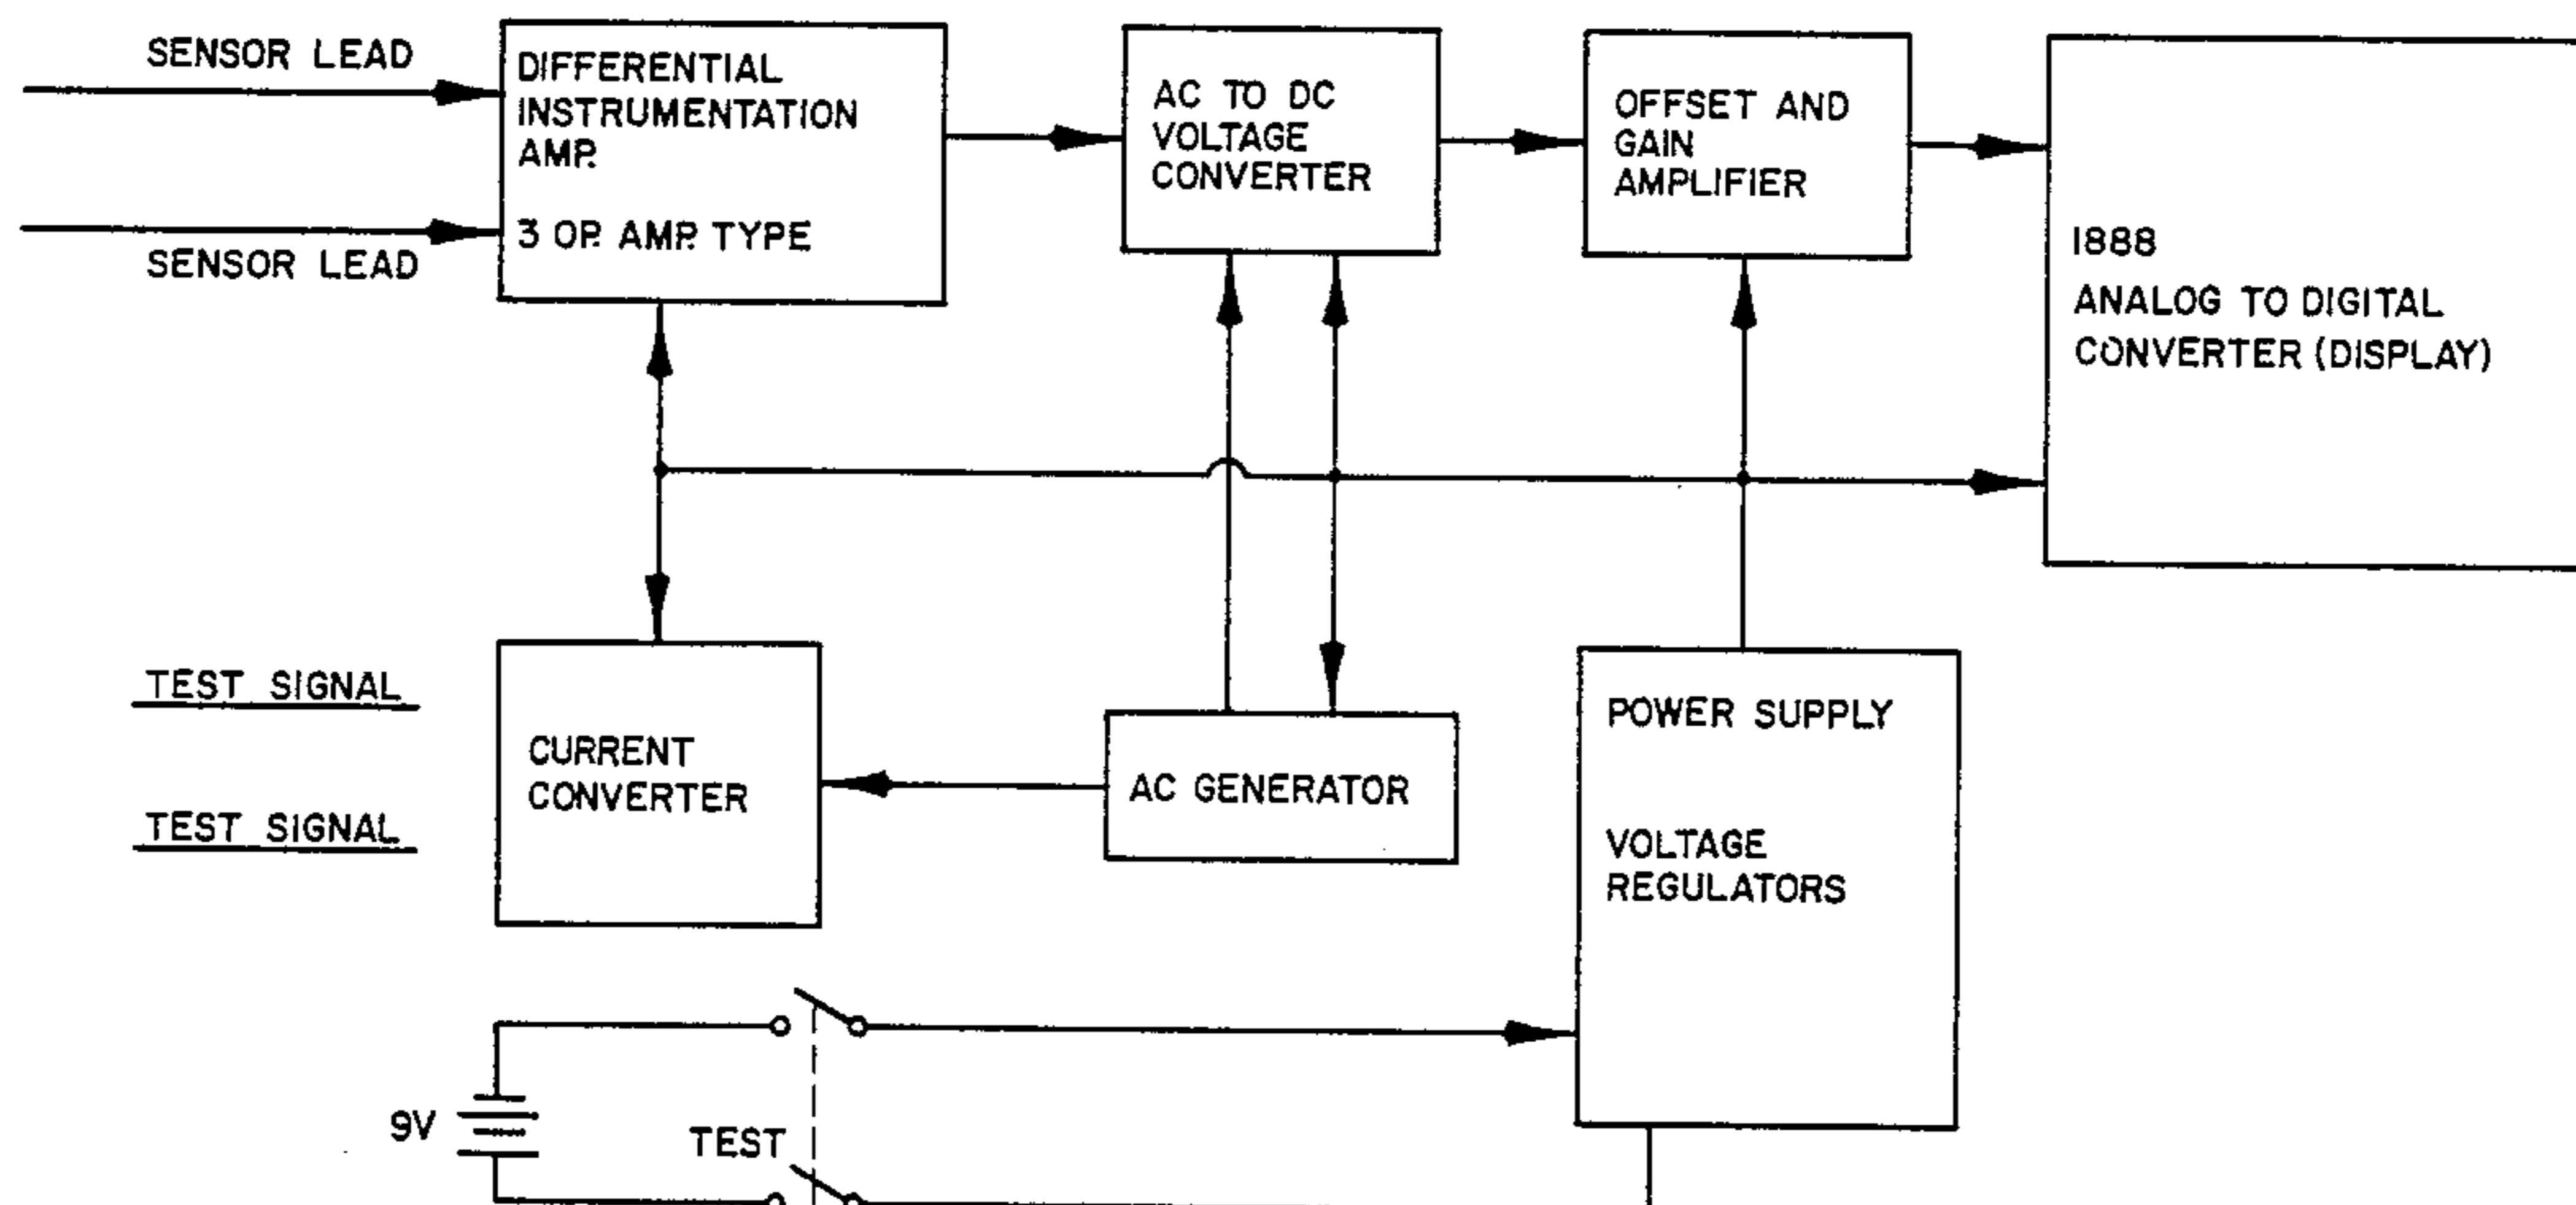 SENSOR LEAD
SENSOR LEAD
DIFFERENTIAL
INSTRUMENTATION
AMP.
3 OP. AMP. TYPE
AC TO DC
VOLTAGE
CONVERTER
OFFSET AND
GAIN
AMPLIFIER
1888
ANALOG TO DIGITAL
CONVERTER (DISPLAY)
TEST SIGNAL
TEST SIGNAL
CURRENT
CONVERTER
AC GENERATOR
POWER SUPPLY
VOLTAGE
REGULATORS
9V
TEST